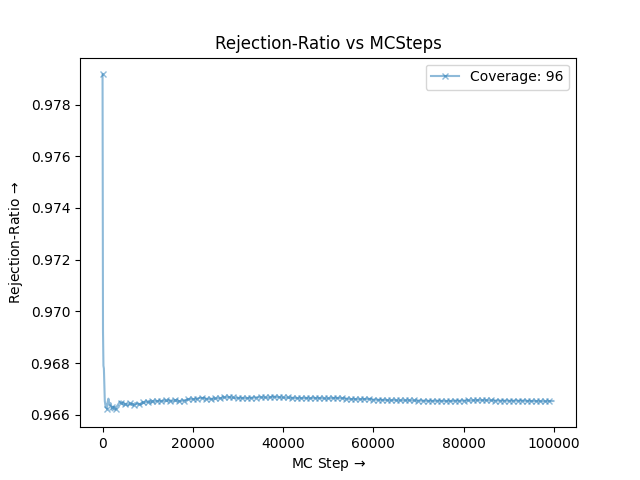 Rejection-Ratio vs MCSteps
Coverage: 96
0.978
0.976
0.974
0.972
0.970
0.968
0.966
Rejection-Ratio →
0 20000 40000 60000 80000 100000
MC Step →